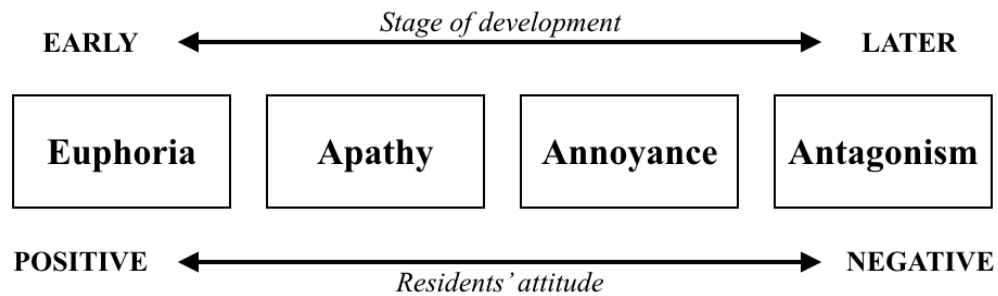 Stage of development
EARLY LATER
Euphoria Apathy Annoyance Antagonism
POSITIVE NEGATIVE
Residents’ attitude